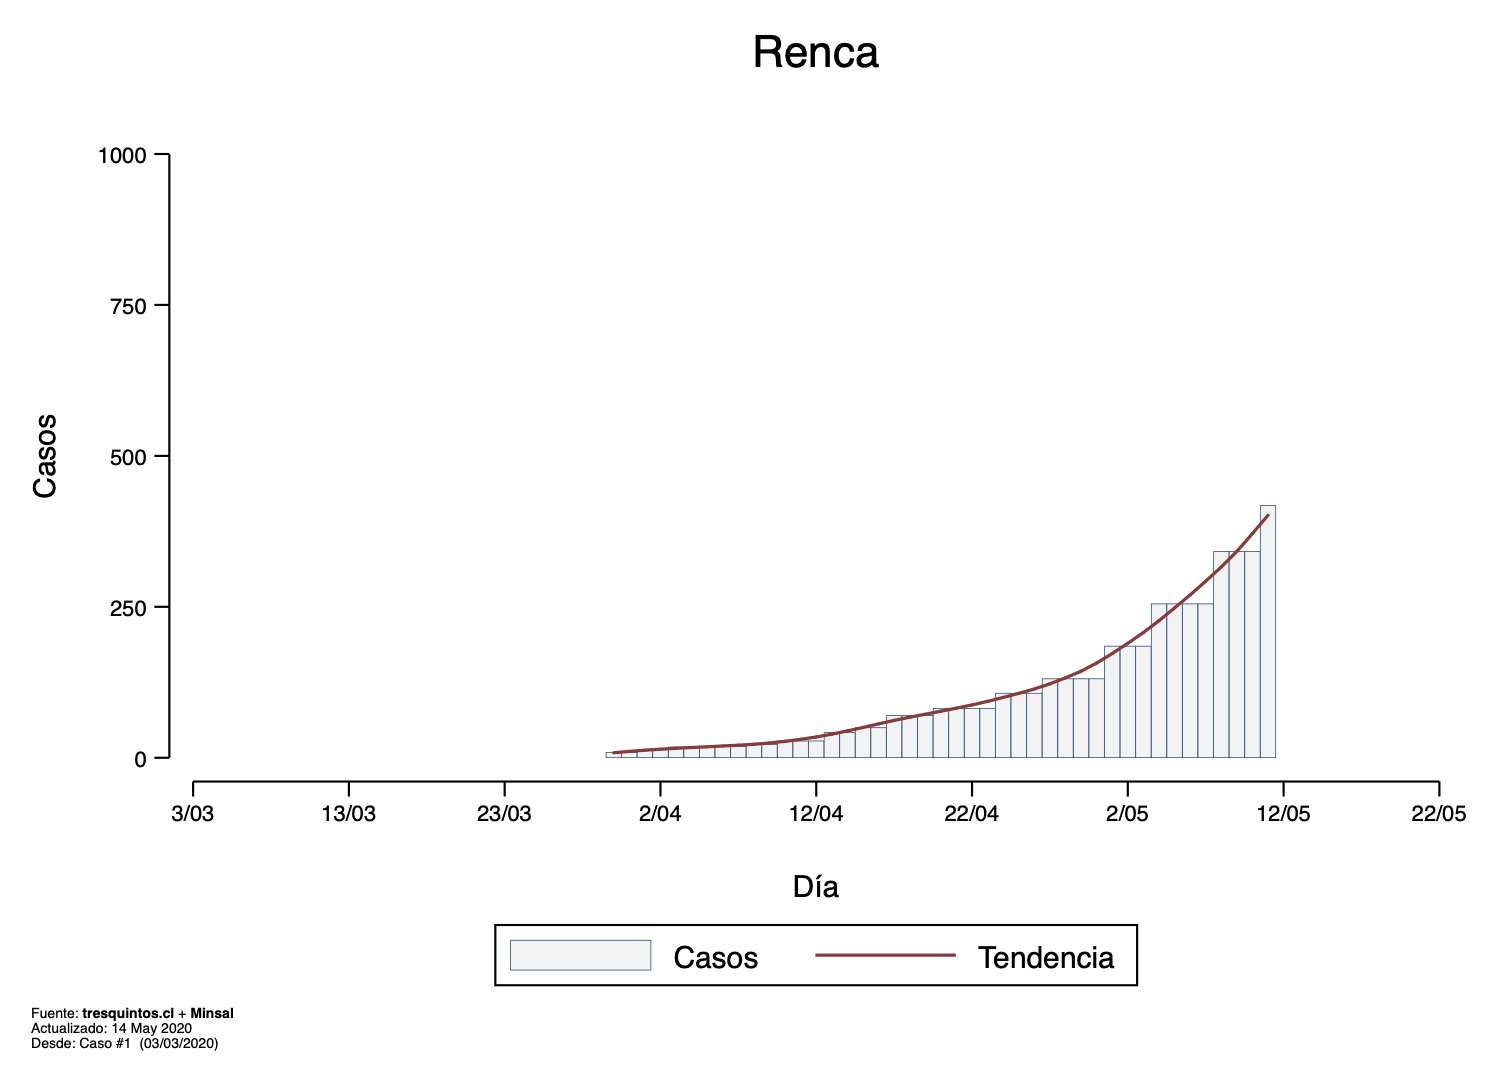 Renca
1000
750
500
250
0
Casos
3/03
13/03
23/03
2/04
12/04
22/04
2/05
12/05
22/05
Día
Casos
Tendencia
Fuente: tresquintos.cl + Minsal
Actualizado: 14 May 2020
Desde: Caso #1  (03/03/2020)